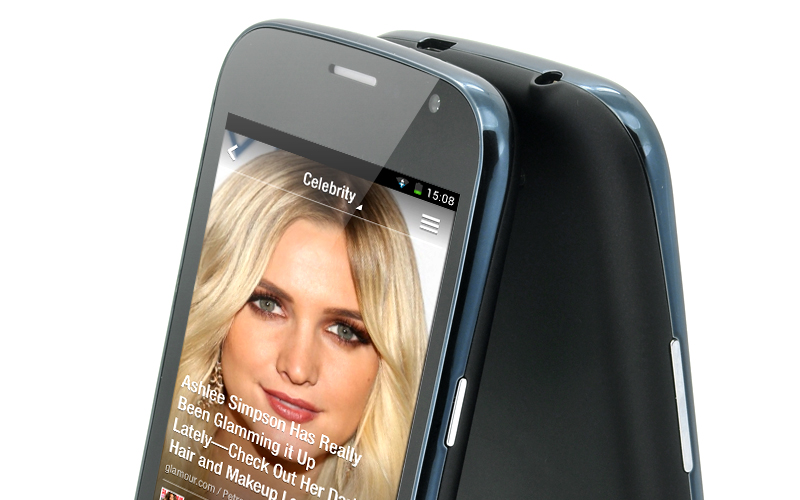 15:08
Celebrity
Ashlee Simpson Has Really
Been Glamming it Up
Lately—Check Out Her
Hair and Makeup
glamour.com /